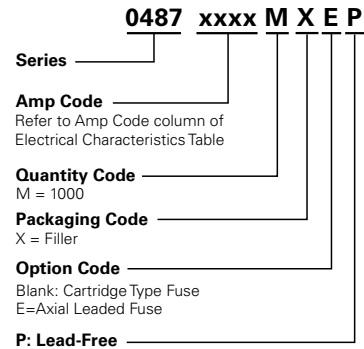 0487 xxxx M X E P
Series
Amp Code
Refer to Amp Code column of
Electrical Characteristics Table
Quantity Code
M = 1000
Packaging Code
X = Filler
Option Code
Blank: Cartridge Type Fuse
E=Axial Leaded Fuse
P: Lead-Free